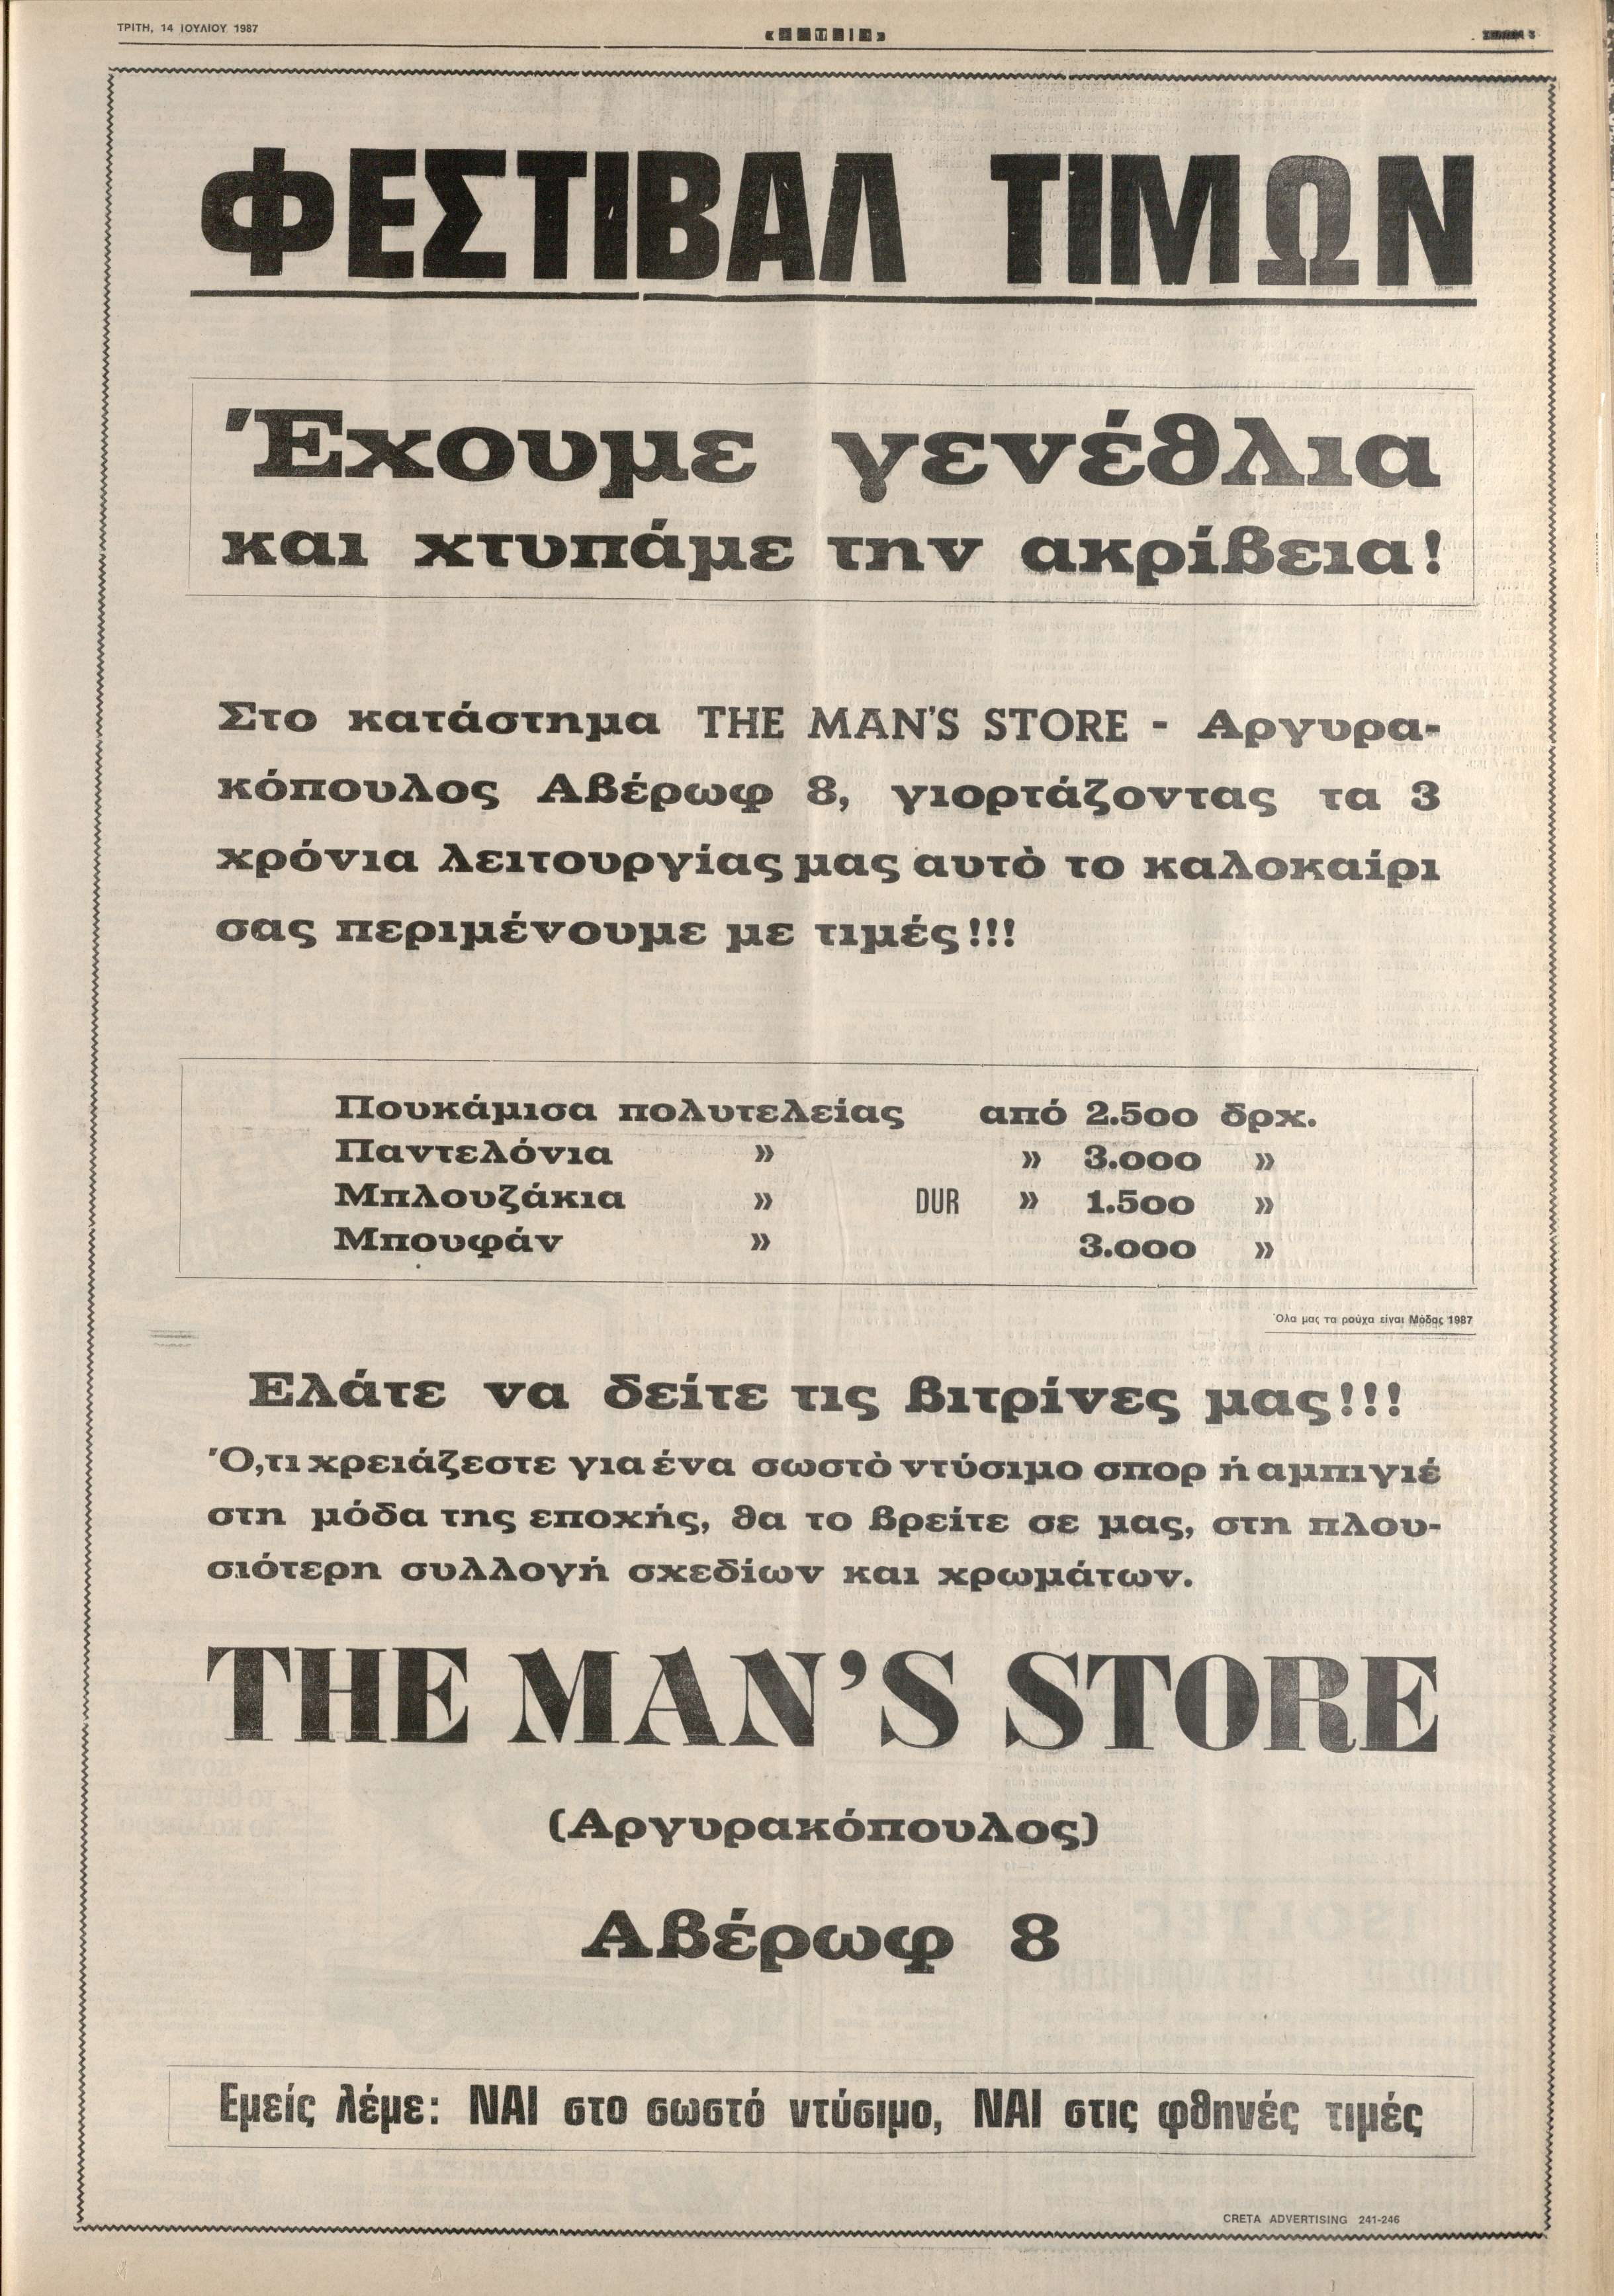 ΤΡΙΤΗ, 14 ΙΟΥΛΙΟΥ 1987
ΦΕΣΤΙΒΑΛ ΤΙΜΩΝ
Έχουμε γενέθλια
και χτυπάμε την ακρίβεια!
Στο κατάστημα THE MAN'S STORE - Αργυρα-
κόπουλος Αβέρωφ 8, γιορτάζοντας τα 3
χρόνια λειτουργίας μας αυτὸ το καλοκαίρι
σας περιμένουμε με τιμές!!!
Πουκάμισα πολυτελείας από 2.500 δρχ.
Παντελόνια » » 3.000 »
Μπλουζάκια » DUR » 1.500 »
Μπουφάν » 3.000 »
Όλα μας τα ρούχα είναι Μόδας 1987
Ελάτε να δείτε τις βιτρίνες μας!!!
Ό,τι χρειάζεστε για ένα σωστὸ ντύσιμο σπορ ή αμπιγιέ
στη μόδα της εποχής, θα το βρείτε σε μας, στη πλου-
σιότερη συλλογή σχεδίων και χρωμάτων.
THE MAN'S STORE
(Αργυρακόπουλος)
Αβέρωφ 8
Εμείς λέμε: ΝΑΙ στο σωστό ντύσιμο, ΝΑΙ στις φθηνές τιμές
CRETA ADVERTISING 241-246